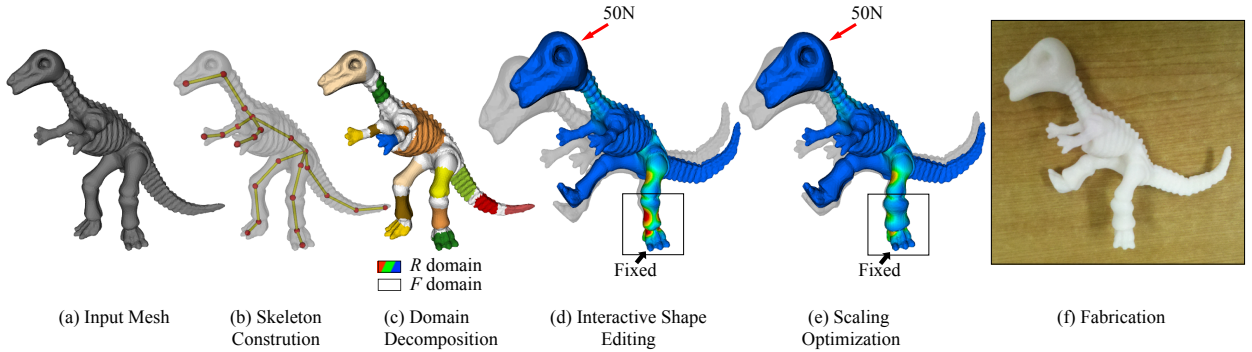 50N
50N
Fixed
Fixed
R domain
F domain
(a) Input Mesh
(b) Skeleton
Constrution
(c) Domain
Decomposition
(d) Interactive Shape
Editing
(e) Scaling
Optimization
(f) Fabrication